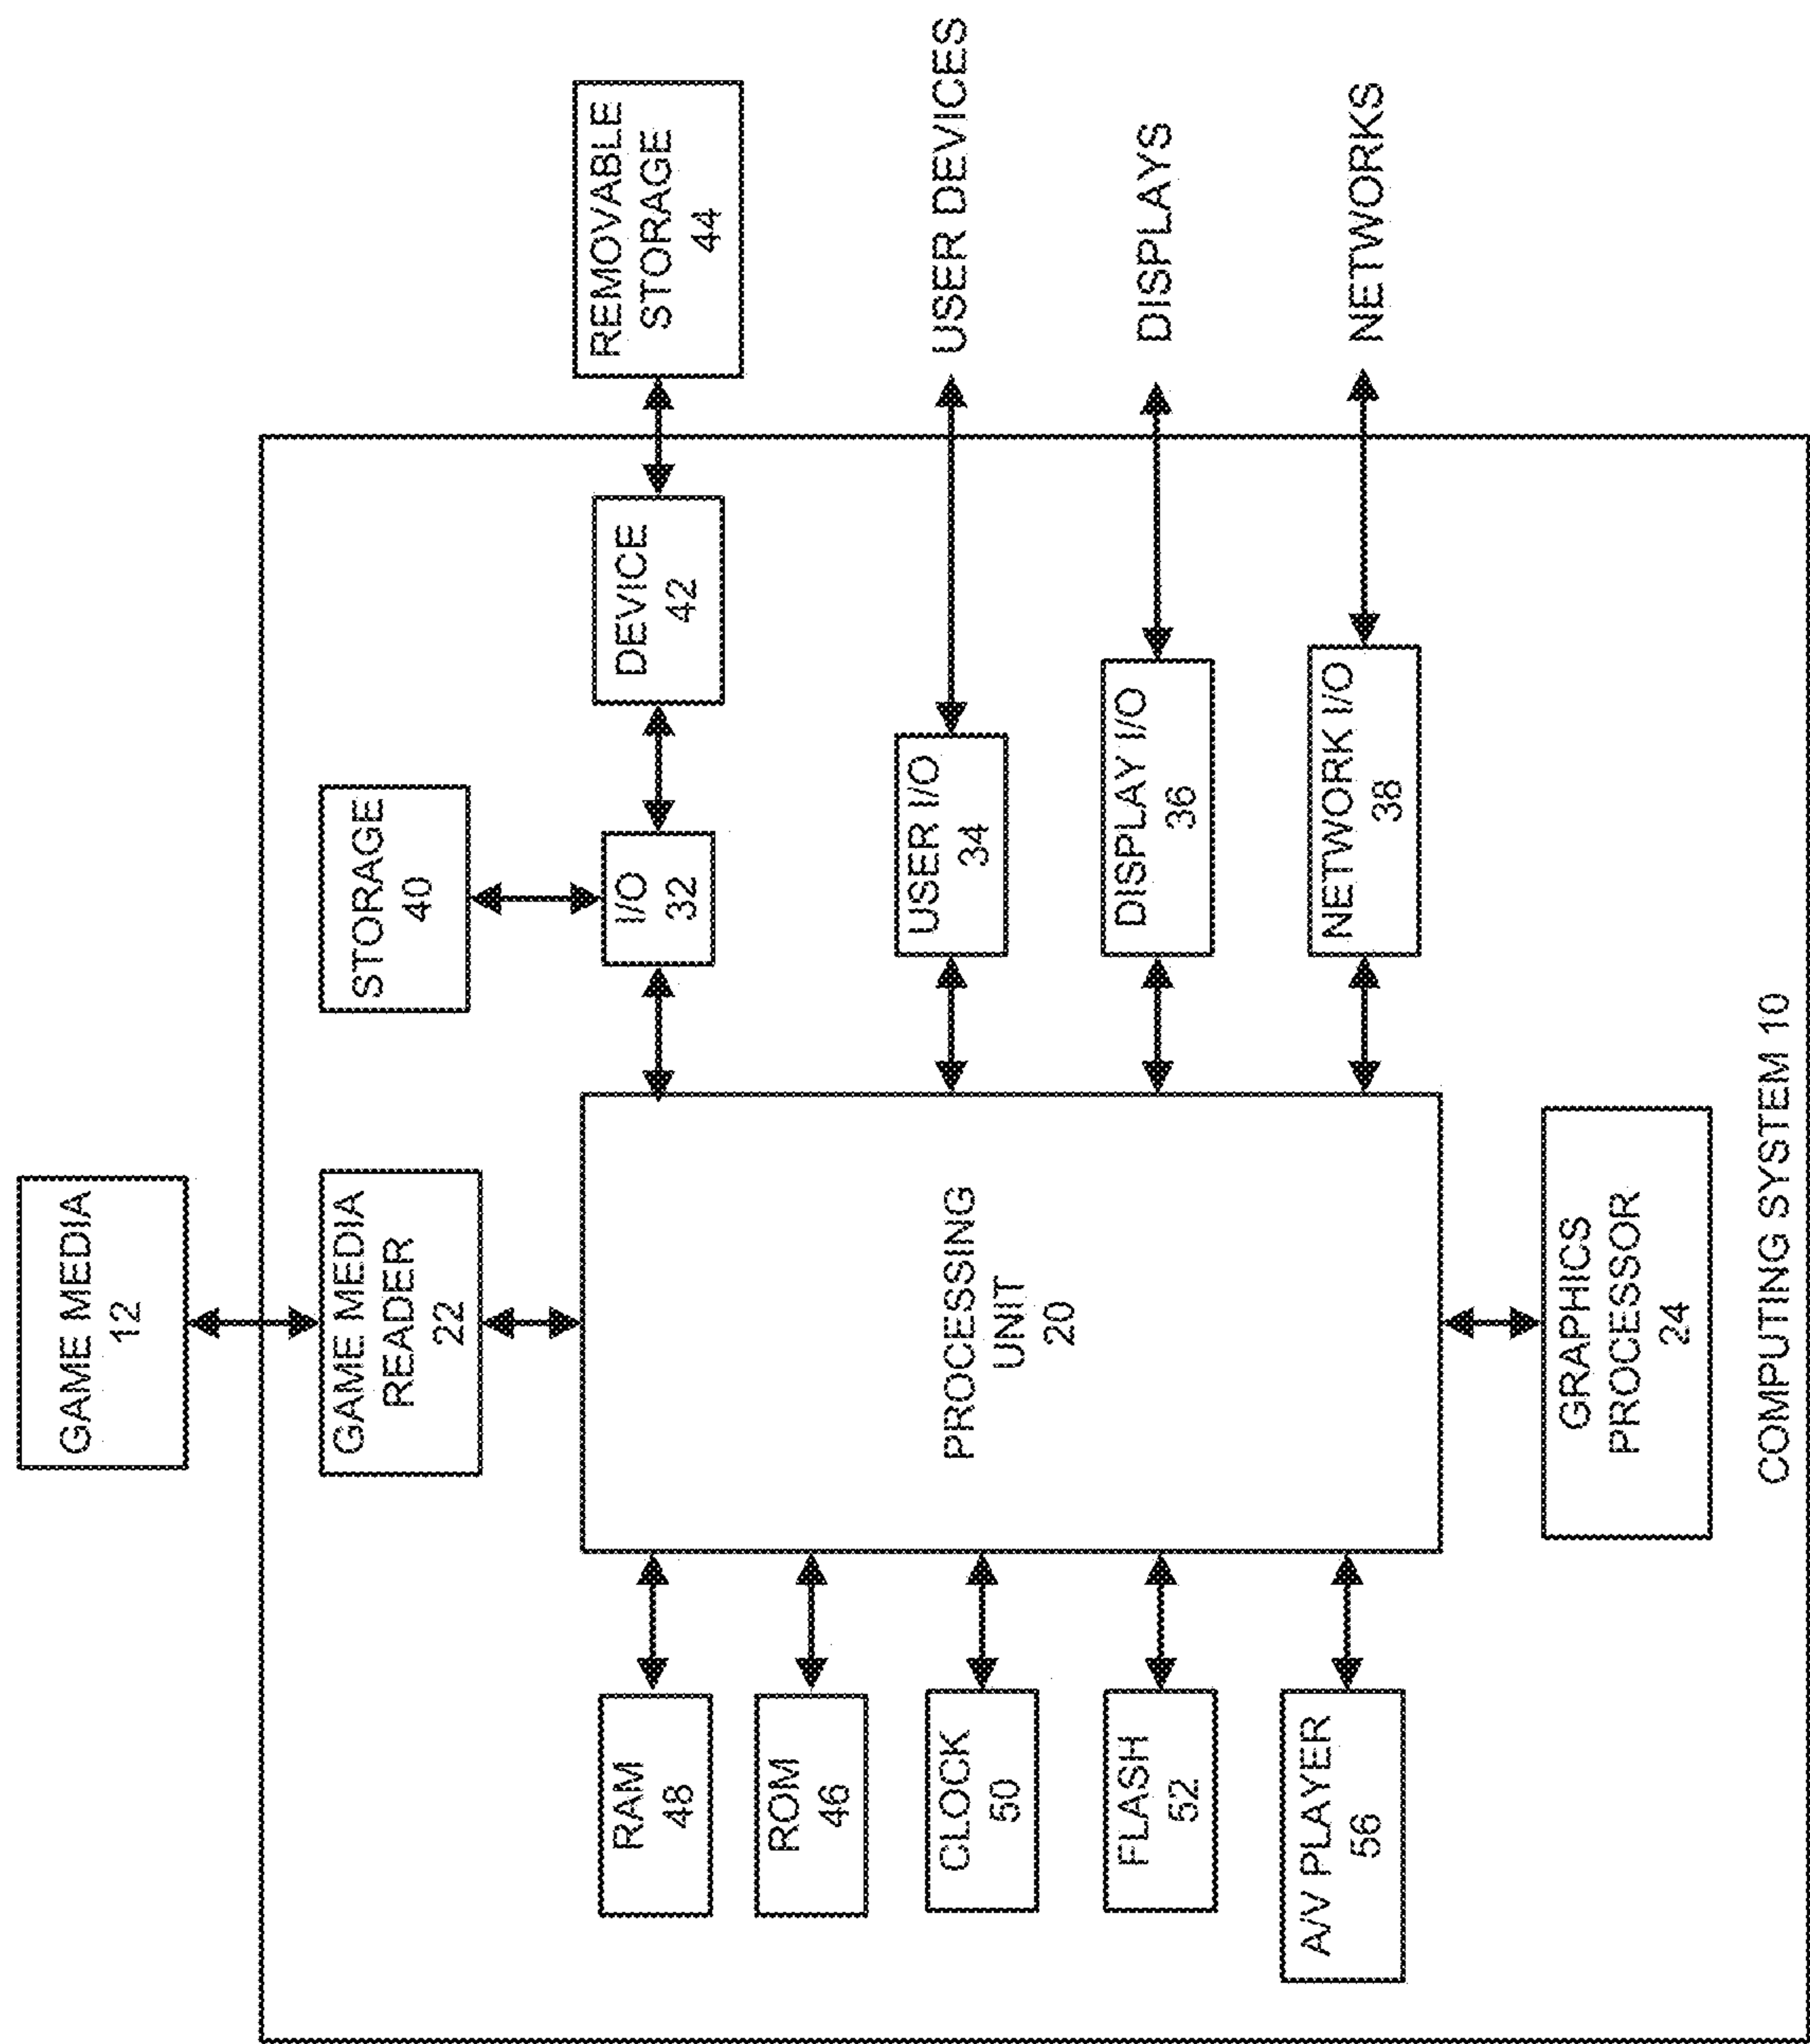 GAME MEDIA
12
GAME MEDIA
READER
22
STORAGE
40
RAM
48
ROM
46
CLOCK
50
FLASH
52
A/V PLAYER
56
PROCESSING
UNIT
20
I/O
32
DEVICE
42
REMOVABLE
STORAGE
44
USER I/O
34
USER DEVICES
DISPLAY I/O
36
DISPLAYS
NETWORK I/O
38
NETWORKS
GRAPHICS
PROCESSOR
24
COMPUTING SYSTEM 10